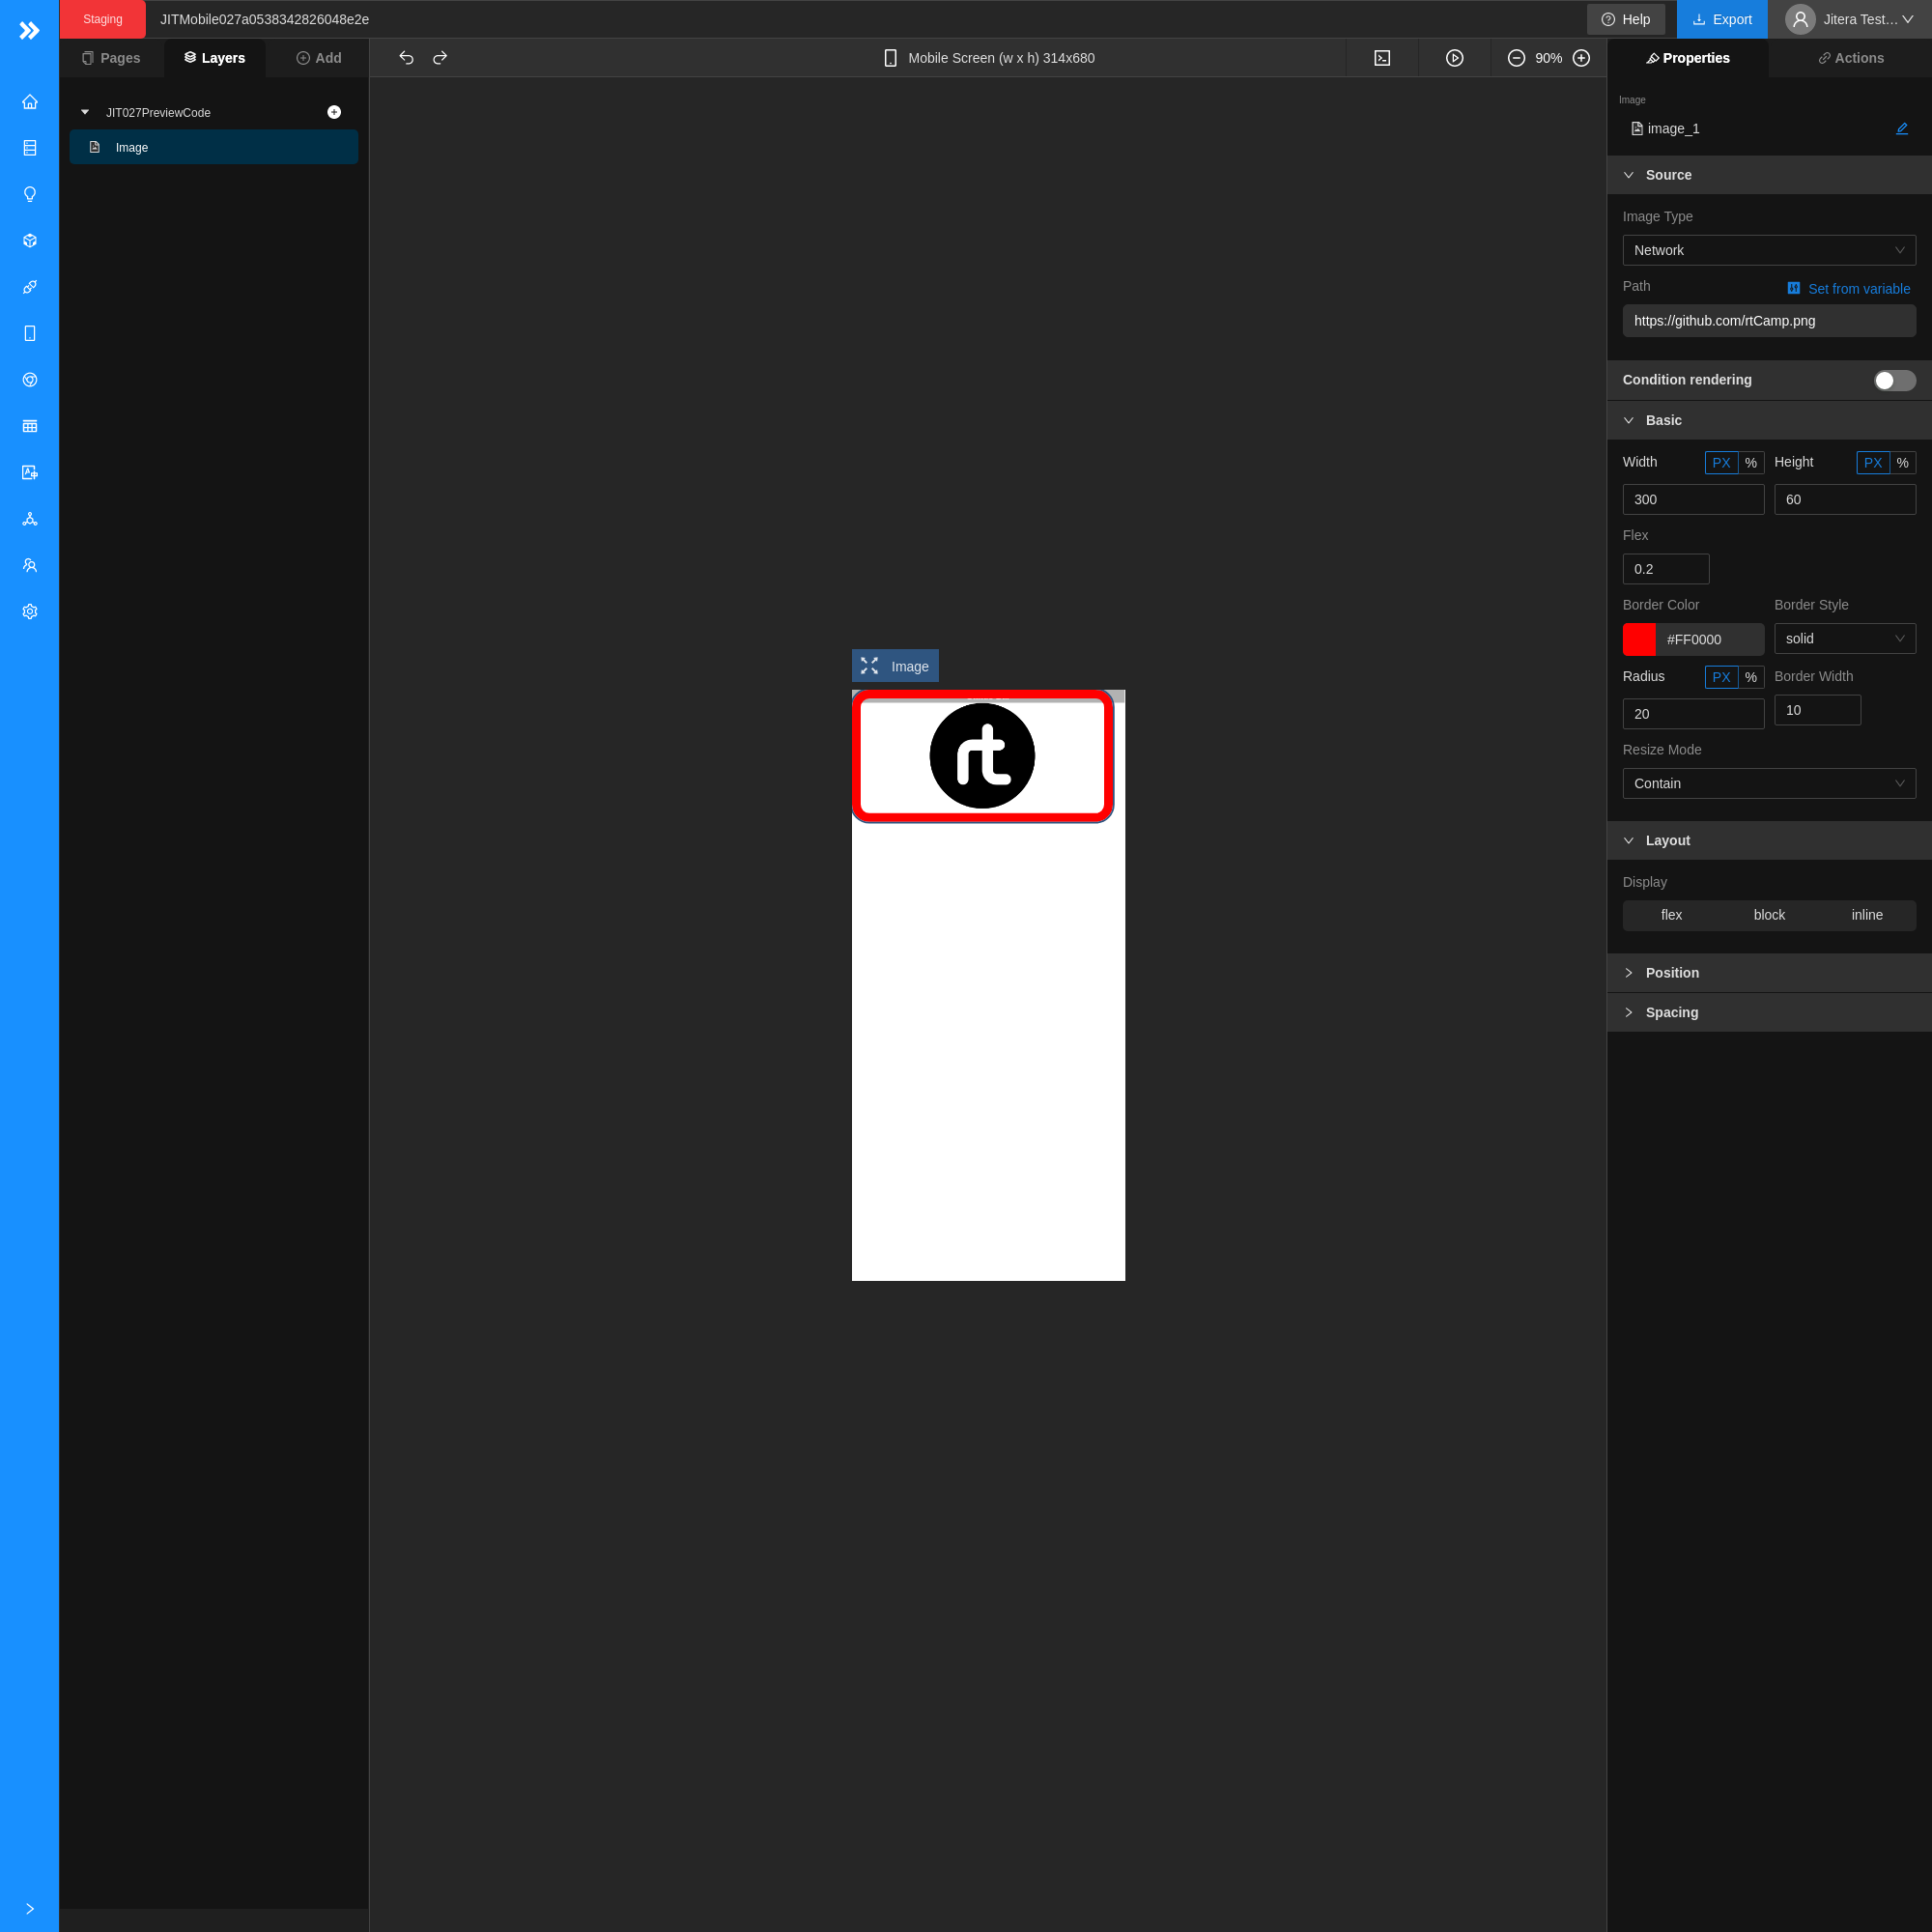 Staging
JITMobile027a0538342826048e2e
Help
Export
Jitera Test…
Pages
Layers
Add
Mobile Screen (w x h) 314x680
90%
Properties
Actions
JIT027PreviewCode
Image
Image
image_1
Source
Image Type
Network
Path
Set from variable
https://github.com/rtCamp.png
Condition rendering
Basic
Width PX % Height PX %
300 60
Flex
0.2
Border Color Border Style
#FF0000 solid
Radius PX % Border Width
20 10
Resize Mode
Contain
Layout
Display
flex block inline
Position
Spacing
Image
rt